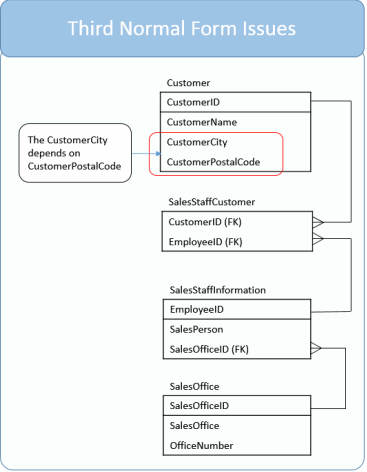 Third Normal Form Issues
Customer
CustomerID
CustomerName
CustomerCity
CustomerPostalCode
The CustomerCity
depends on
CustomerPostalCode
SalesStaffCustomer
CustomerID (FK)
EmployeeID (FK)
SalesStaffInformation
EmployeeID
SalesPerson
SalesOfficeID (FK)
SalesOffice
SalesOfficeID
SalesOffice
OfficeNumber